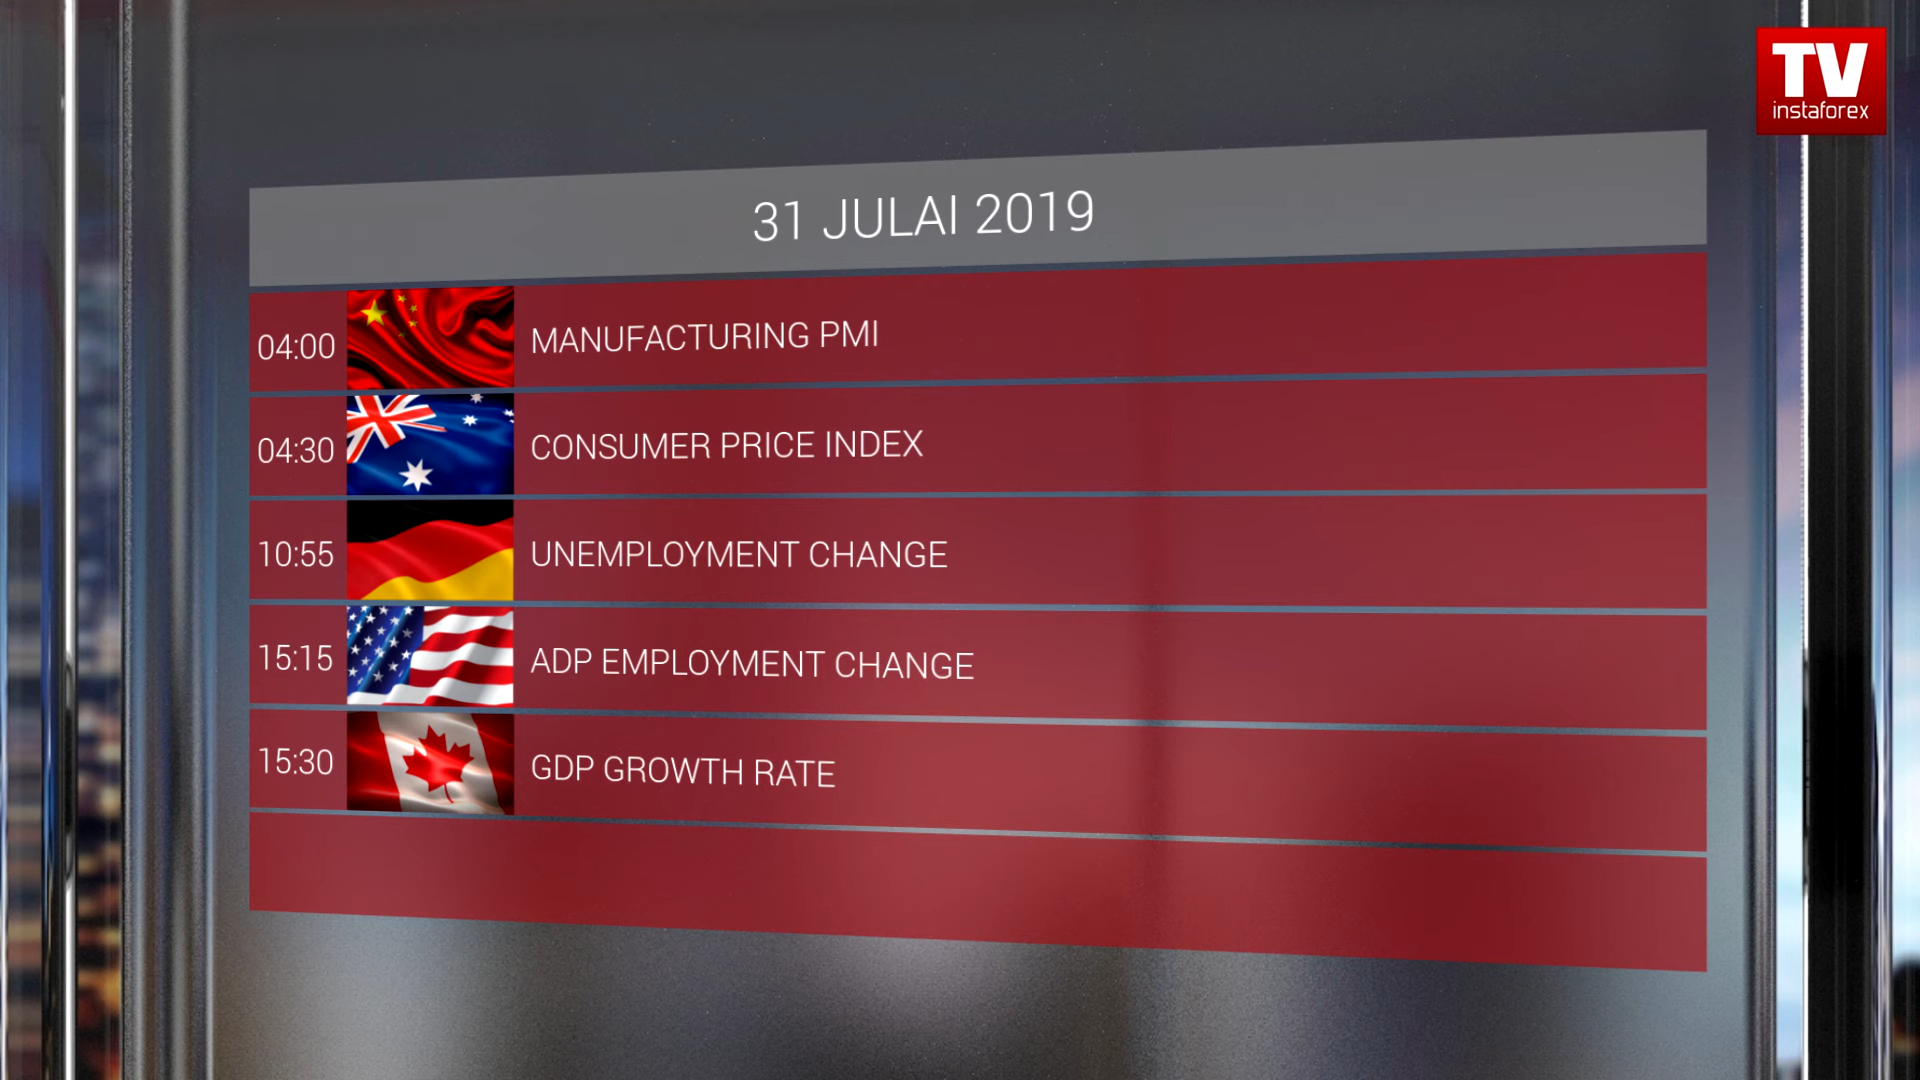 TV
instaforex
31 JULAI 2019
04:00 MANUFACTURING PMI
04:30 CONSUMER PRICE INDEX
10:55 UNEMPLOYMENT CHANGE
15:15 ADP EMPLOYMENT CHANGE
15:30 GDP GROWTH RATE